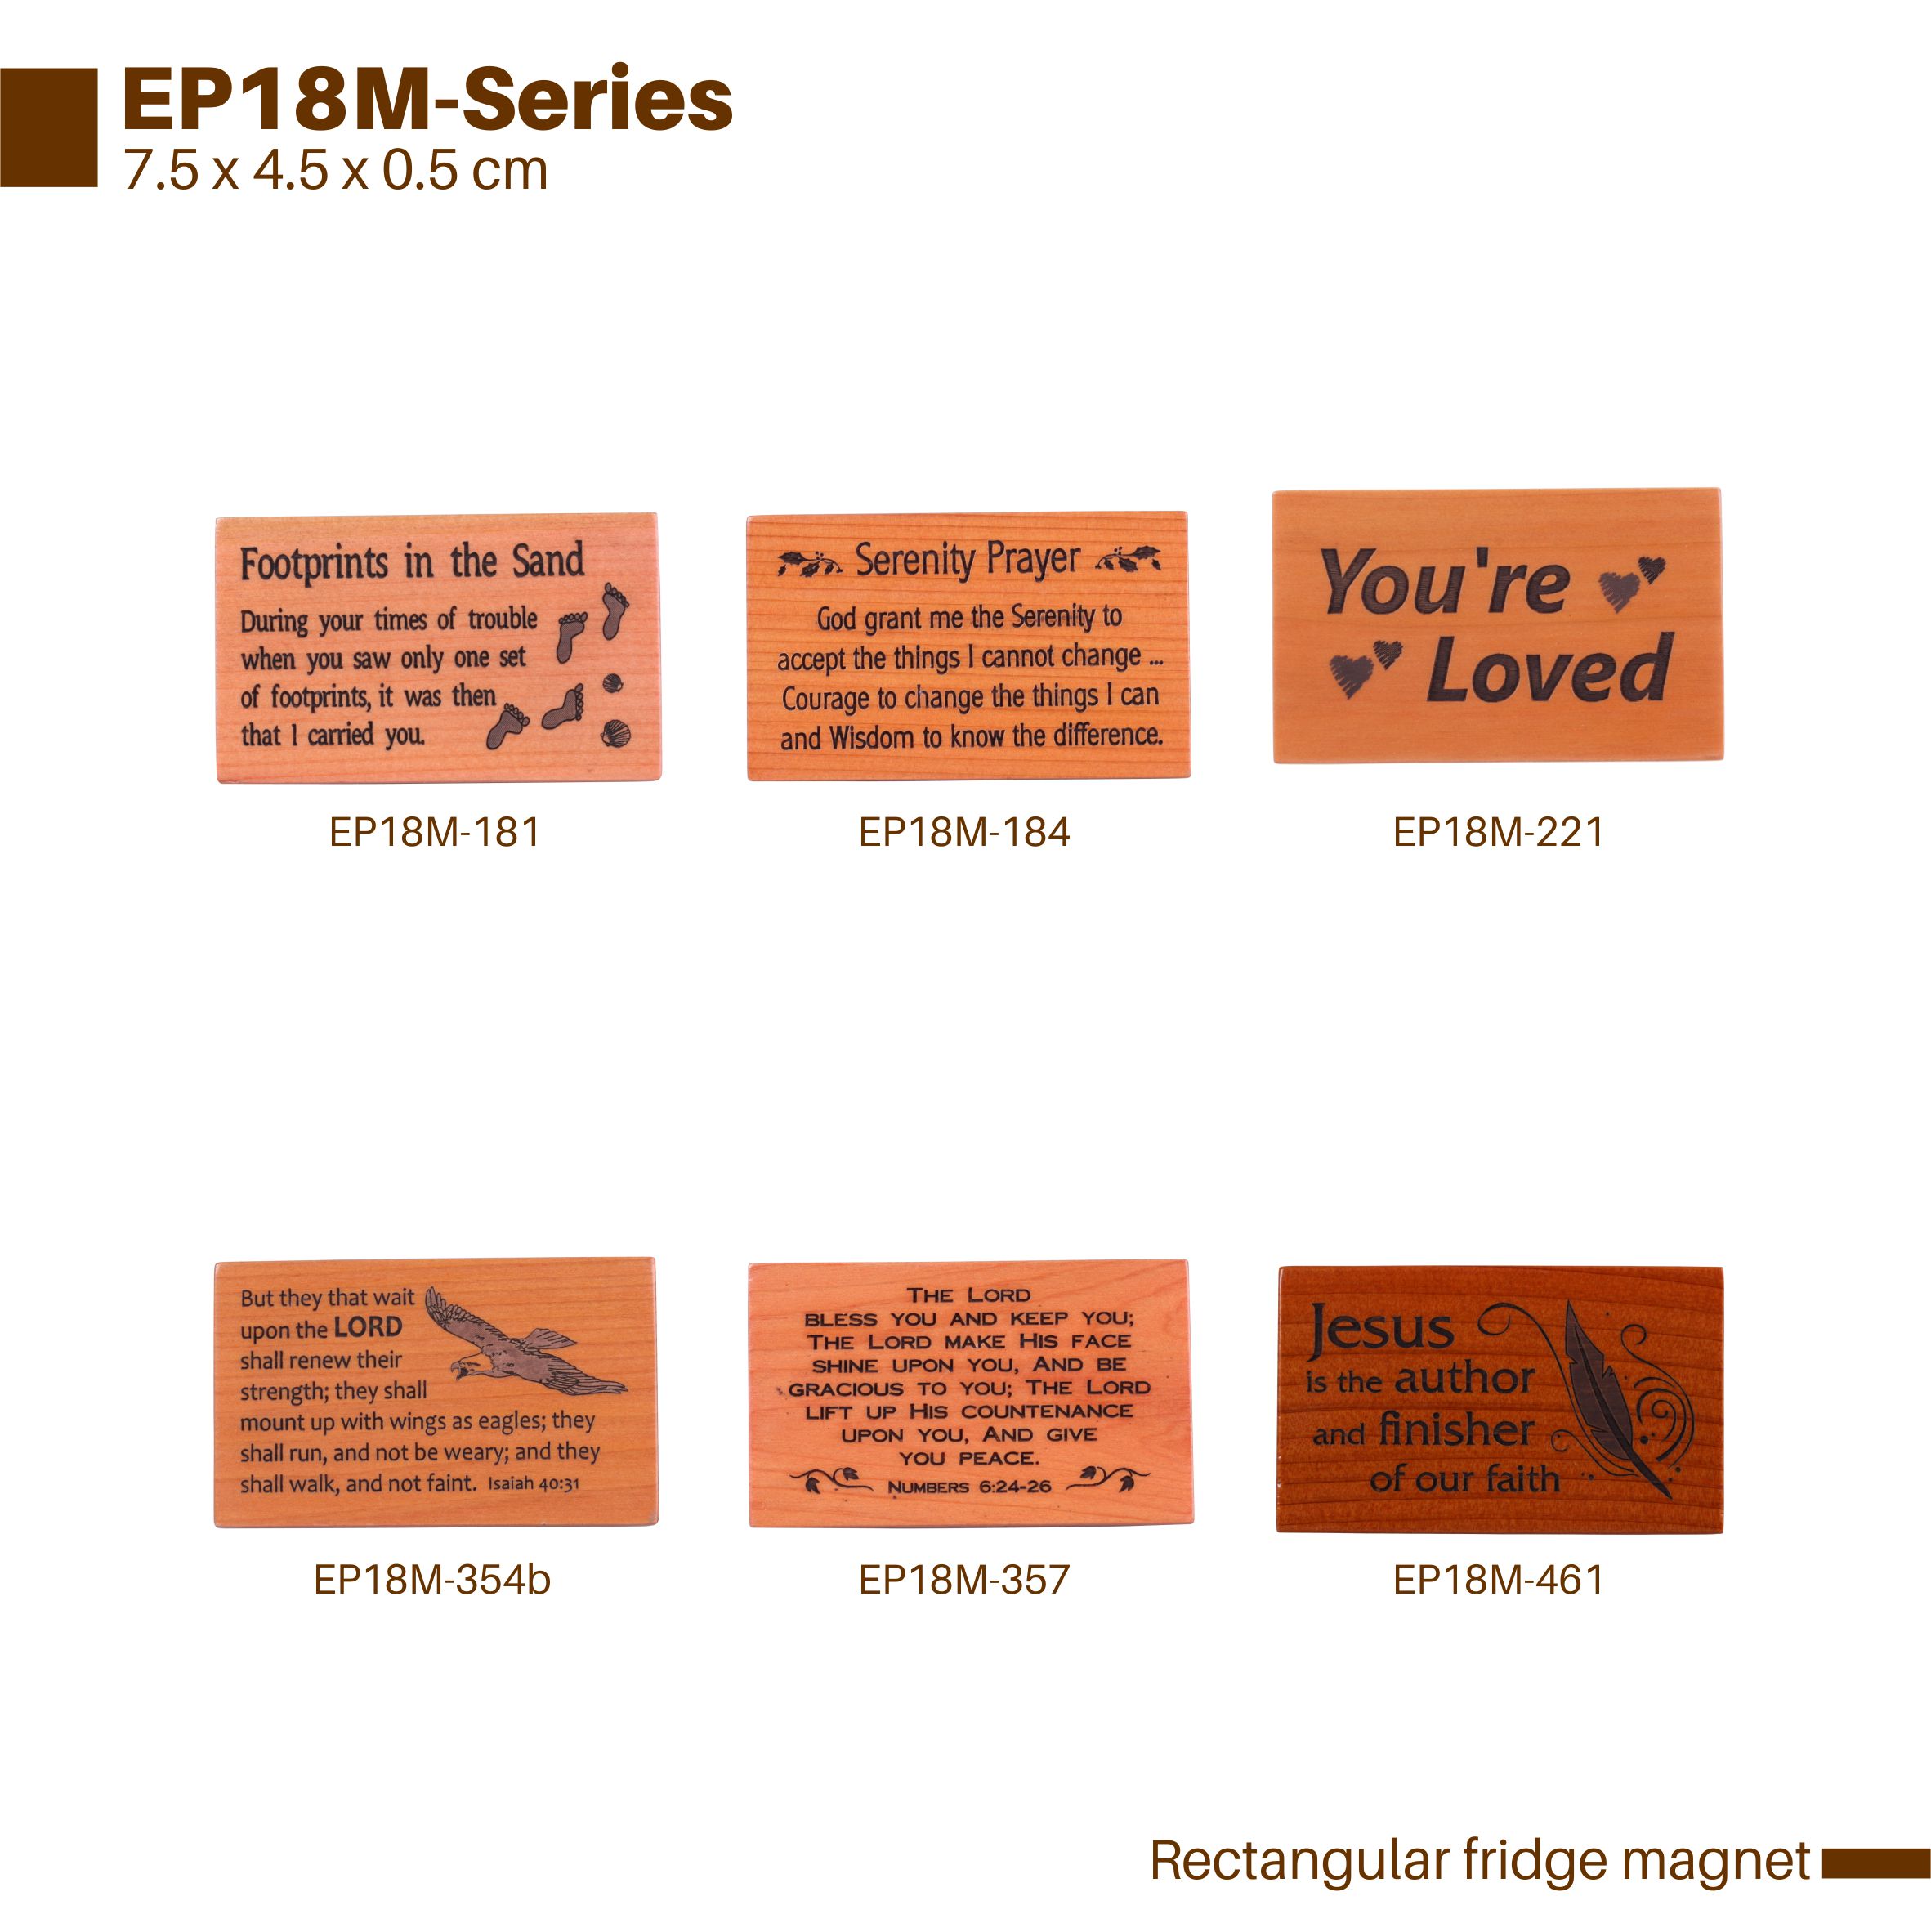 EP18M-Series
7.5 x 4.5 x 0.5 cm
Footprints in the Sand
During your times of trouble
when you saw only one set
of footprints, it was then
that I carried you.
EP18M-181
Serenity Prayer
God grant me the Serenity to
accept the things I cannot change ...
Courage to change the things I can
and Wisdom to know the difference.
EP18M-184
You're
Loved
EP18M-221
But they that wait
upon the LORD
shall renew their
strength; they shall
mount up with wings as eagles; they
shall run, and not be weary; and they
shall walk, and not faint. Isaiah 40:31
EP18M-354b
THE LORD
BLESS YOU AND KEEP YOU;
THE LORD MAKE HIS FACE
SHINE UPON YOU, AND BE
GRACIOUS TO YOU; THE LORD
LIFT UP HIS COUNTENANCE
UPON YOU, AND GIVE
YOU PEACE.
NUMBERS 6:24-26
EP18M-357
Jesus
is the author
and finisher
of our faith
EP18M-461
Rectangular fridge magnet